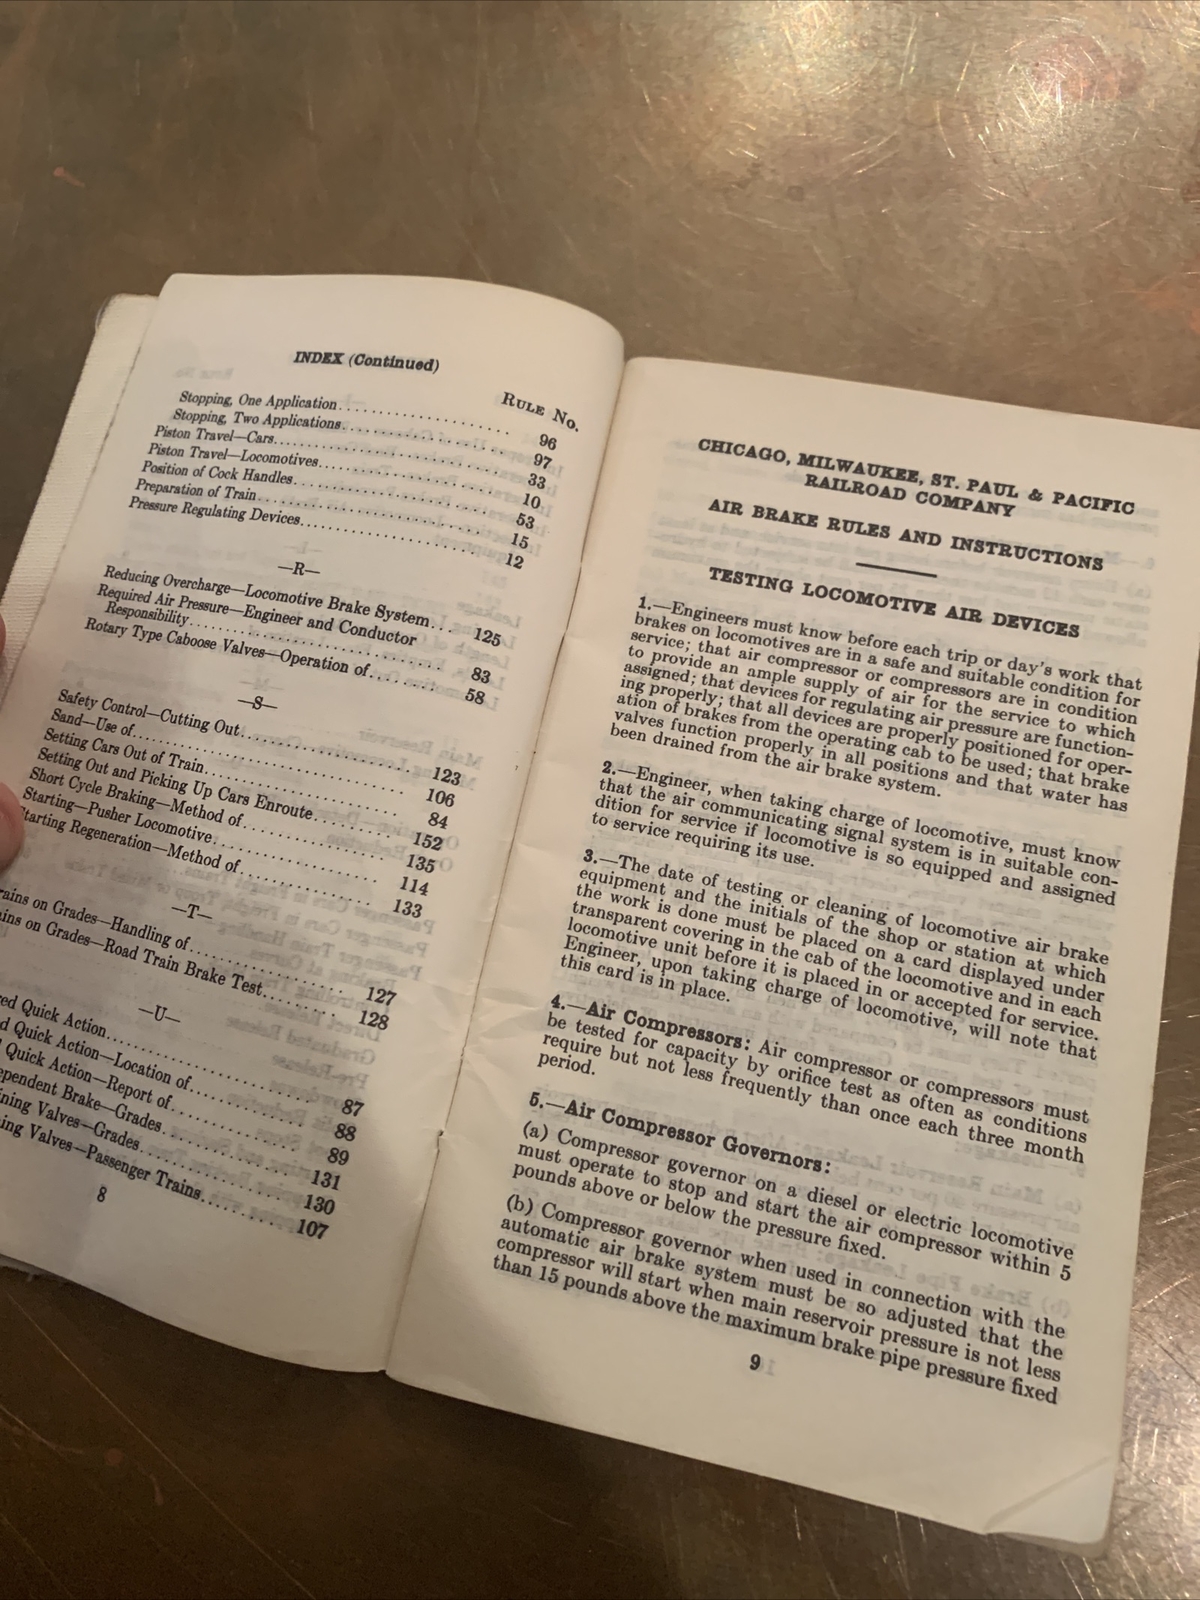 INDEX (Continued)
RULE No.
Stopping, One Application 96
Stopping, Two Applications 97
Piston Travel—Cars 33
Piston Travel—Locomotives 10
Position of Cock Handles 53
Preparation of Train 15
Pressure Regulating Devices 12
—R—
Reducing Overcharge—Locomotive Brake System 125
Required Air Pressure—Engineer and Conductor
Responsibility 83
Rotary Type Caboose Valves—Operation of 58
—S—
Safety Control—Cutting Out 123
Sand—Use of 106
Setting Cars Out of Train 84
Setting Out and Picking Up Cars Enroute 152
Short Cycle Braking—Method of 135
Starting—Pusher Locomotive 114
Starting Regeneration—Method of 133
—T—
rains on Grades—Handling of 127
ins on Grades—Road Train Brake Test 128
—U—
ed Quick Action 87
d Quick Action—Location of 88
Quick Action—Report of 89
pendent Brake—Grades 131
ning Valves—Grades 130
ing Valves—Passenger Trains 107
8
CHICAGO, MILWAUKEE, ST. PAUL & PACIFIC
RAILROAD COMPANY
AIR BRAKE RULES AND INSTRUCTIONS
TESTING LOCOMOTIVE AIR DEVICES
1.—Engineers must know before each trip or day's work that
brakes on locomotives are in a safe and suitable condition for
service; that air compressor or compressors are in condition
to provide an ample supply of air for the service to which
assigned; that devices for regulating air pressure are function-
ing properly; that all devices are properly positioned for oper-
ation of brakes from the operating cab to be used; that brake
valves function properly in all positions and that water has
been drained from the air brake system.
2.—Engineer, when taking charge of locomotive, must know
that the air communicating signal system is in suitable con-
dition for service if locomotive is so equipped and assigned
to service requiring its use.
3.—The date of testing or cleaning of locomotive air brake
equipment and the initials of the shop or station at which
the work is done must be placed on a card displayed under
transparent covering in the cab of the locomotive and in each
locomotive unit before it is placed in or accepted for service.
Engineer, upon taking charge of locomotive, will note that
this card is in place.
4.—Air Compressors: Air compressor or compressors must
be tested for capacity by orifice test as often as conditions
require but not less frequently than once each three month
period.
5.—Air Compressor Governors:
(a) Compressor governor on a diesel or electric locomotive
must operate to stop and start the air compressor within 5
pounds above or below the pressure fixed.
(b) Compressor governor when used in connection with the
automatic air brake system must be so adjusted that the
compressor will start when main reservoir pressure is not less
than 15 pounds above the maximum brake pipe pressure fixed
9